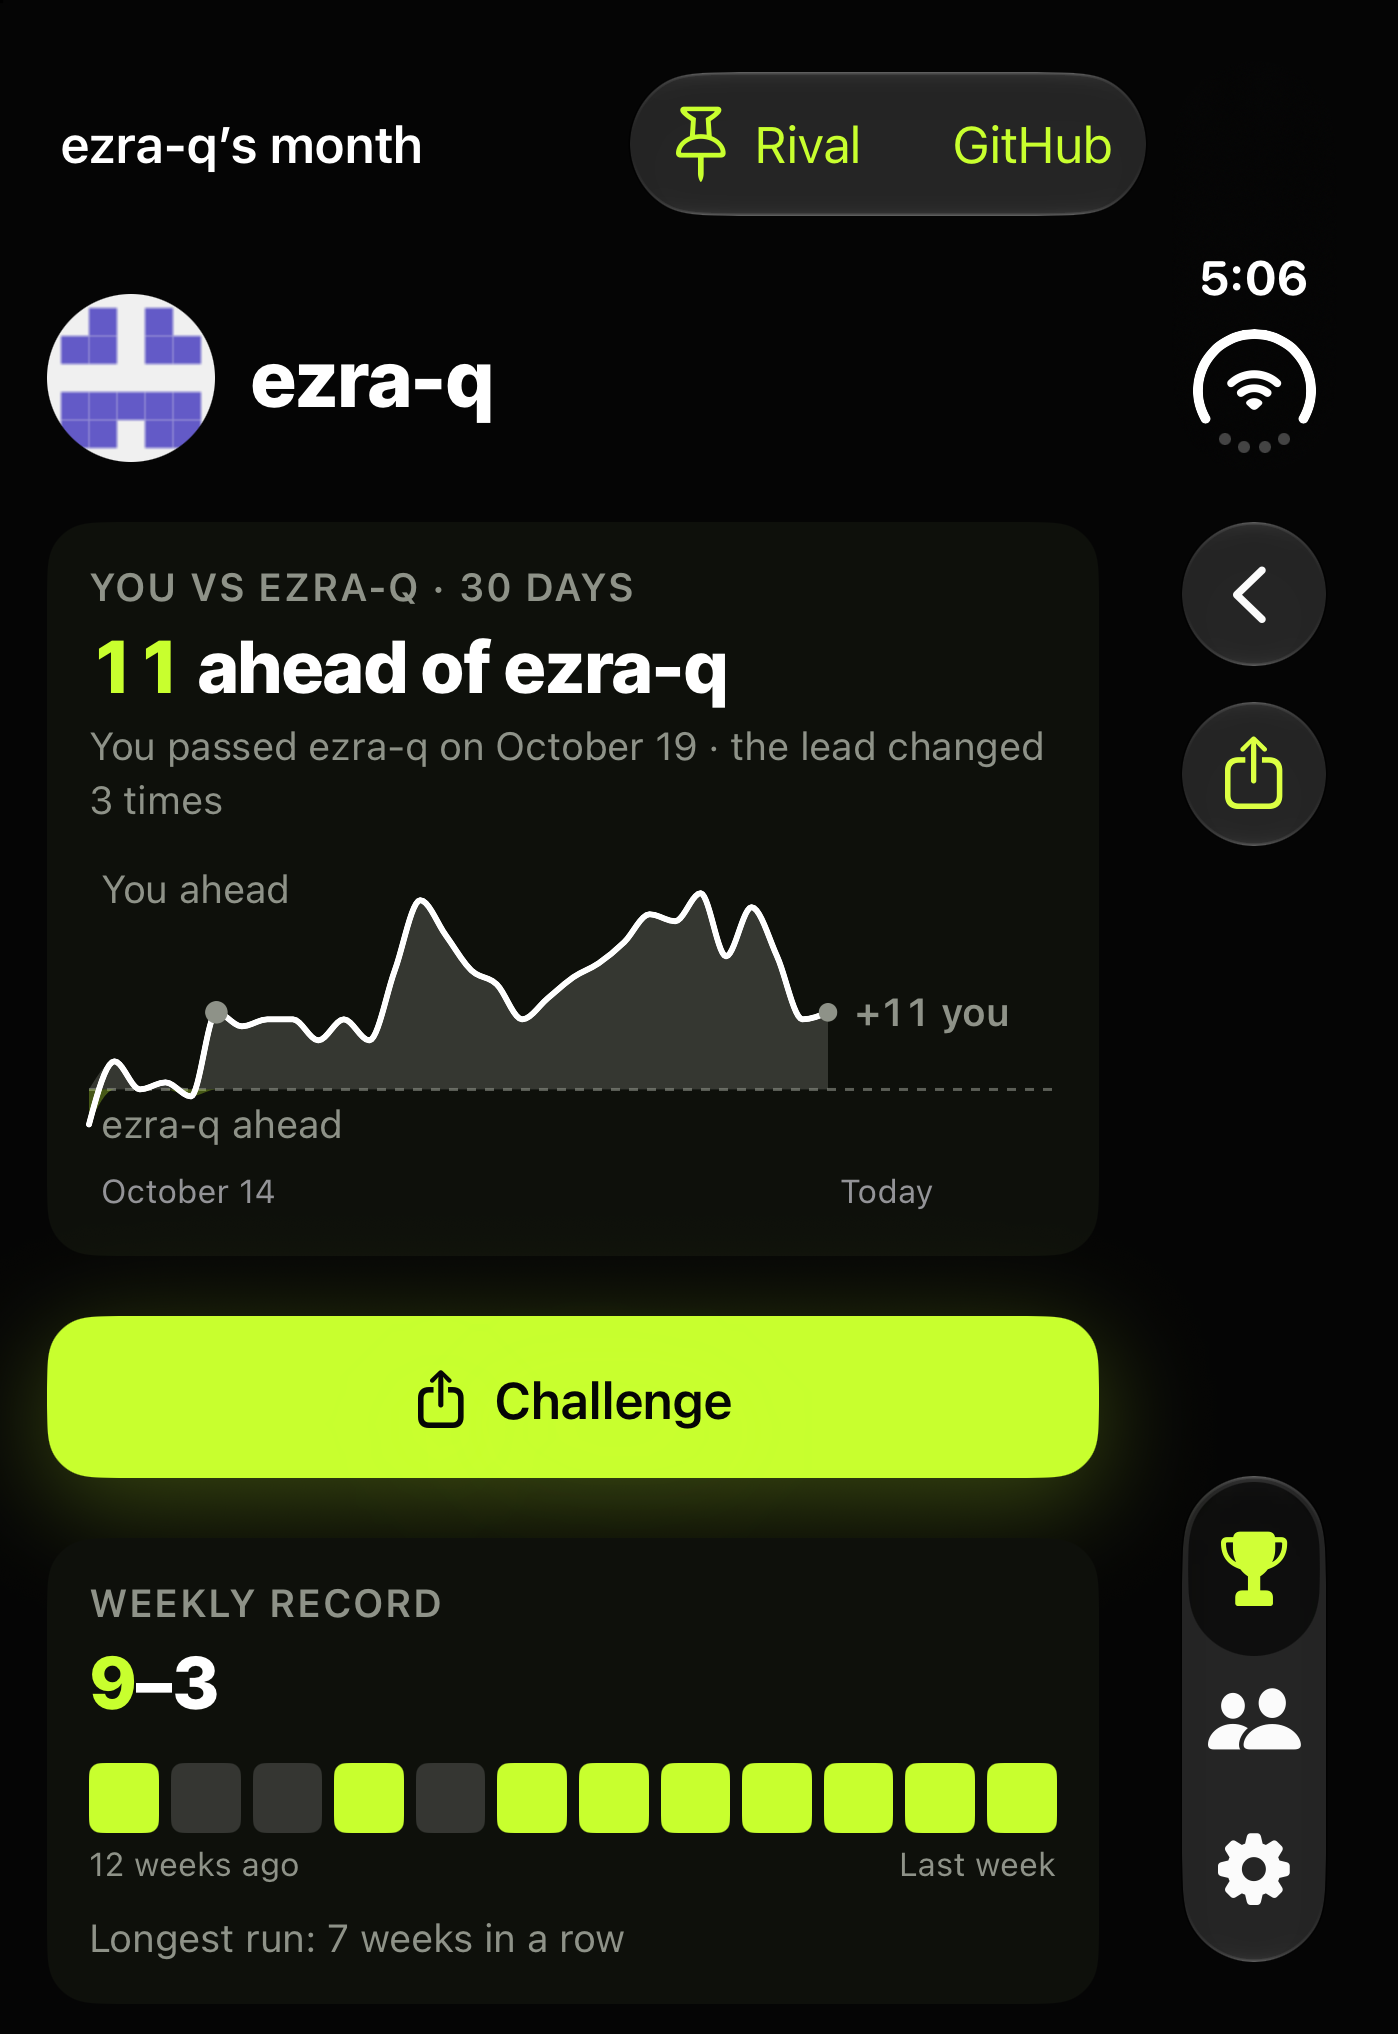 ezra-q’s month
Rival
GitHub
5:06
ezra-q
YOU VS EZRA-Q · 30 DAYS
11 ahead of ezra-q
You passed ezra-q on October 19 · the lead changed
3 times
You ahead
+11 you
ezra-q ahead
October 14
Today
Challenge
WEEKLY RECORD
9–3
12 weeks ago
Last week
Longest run: 7 weeks in a row